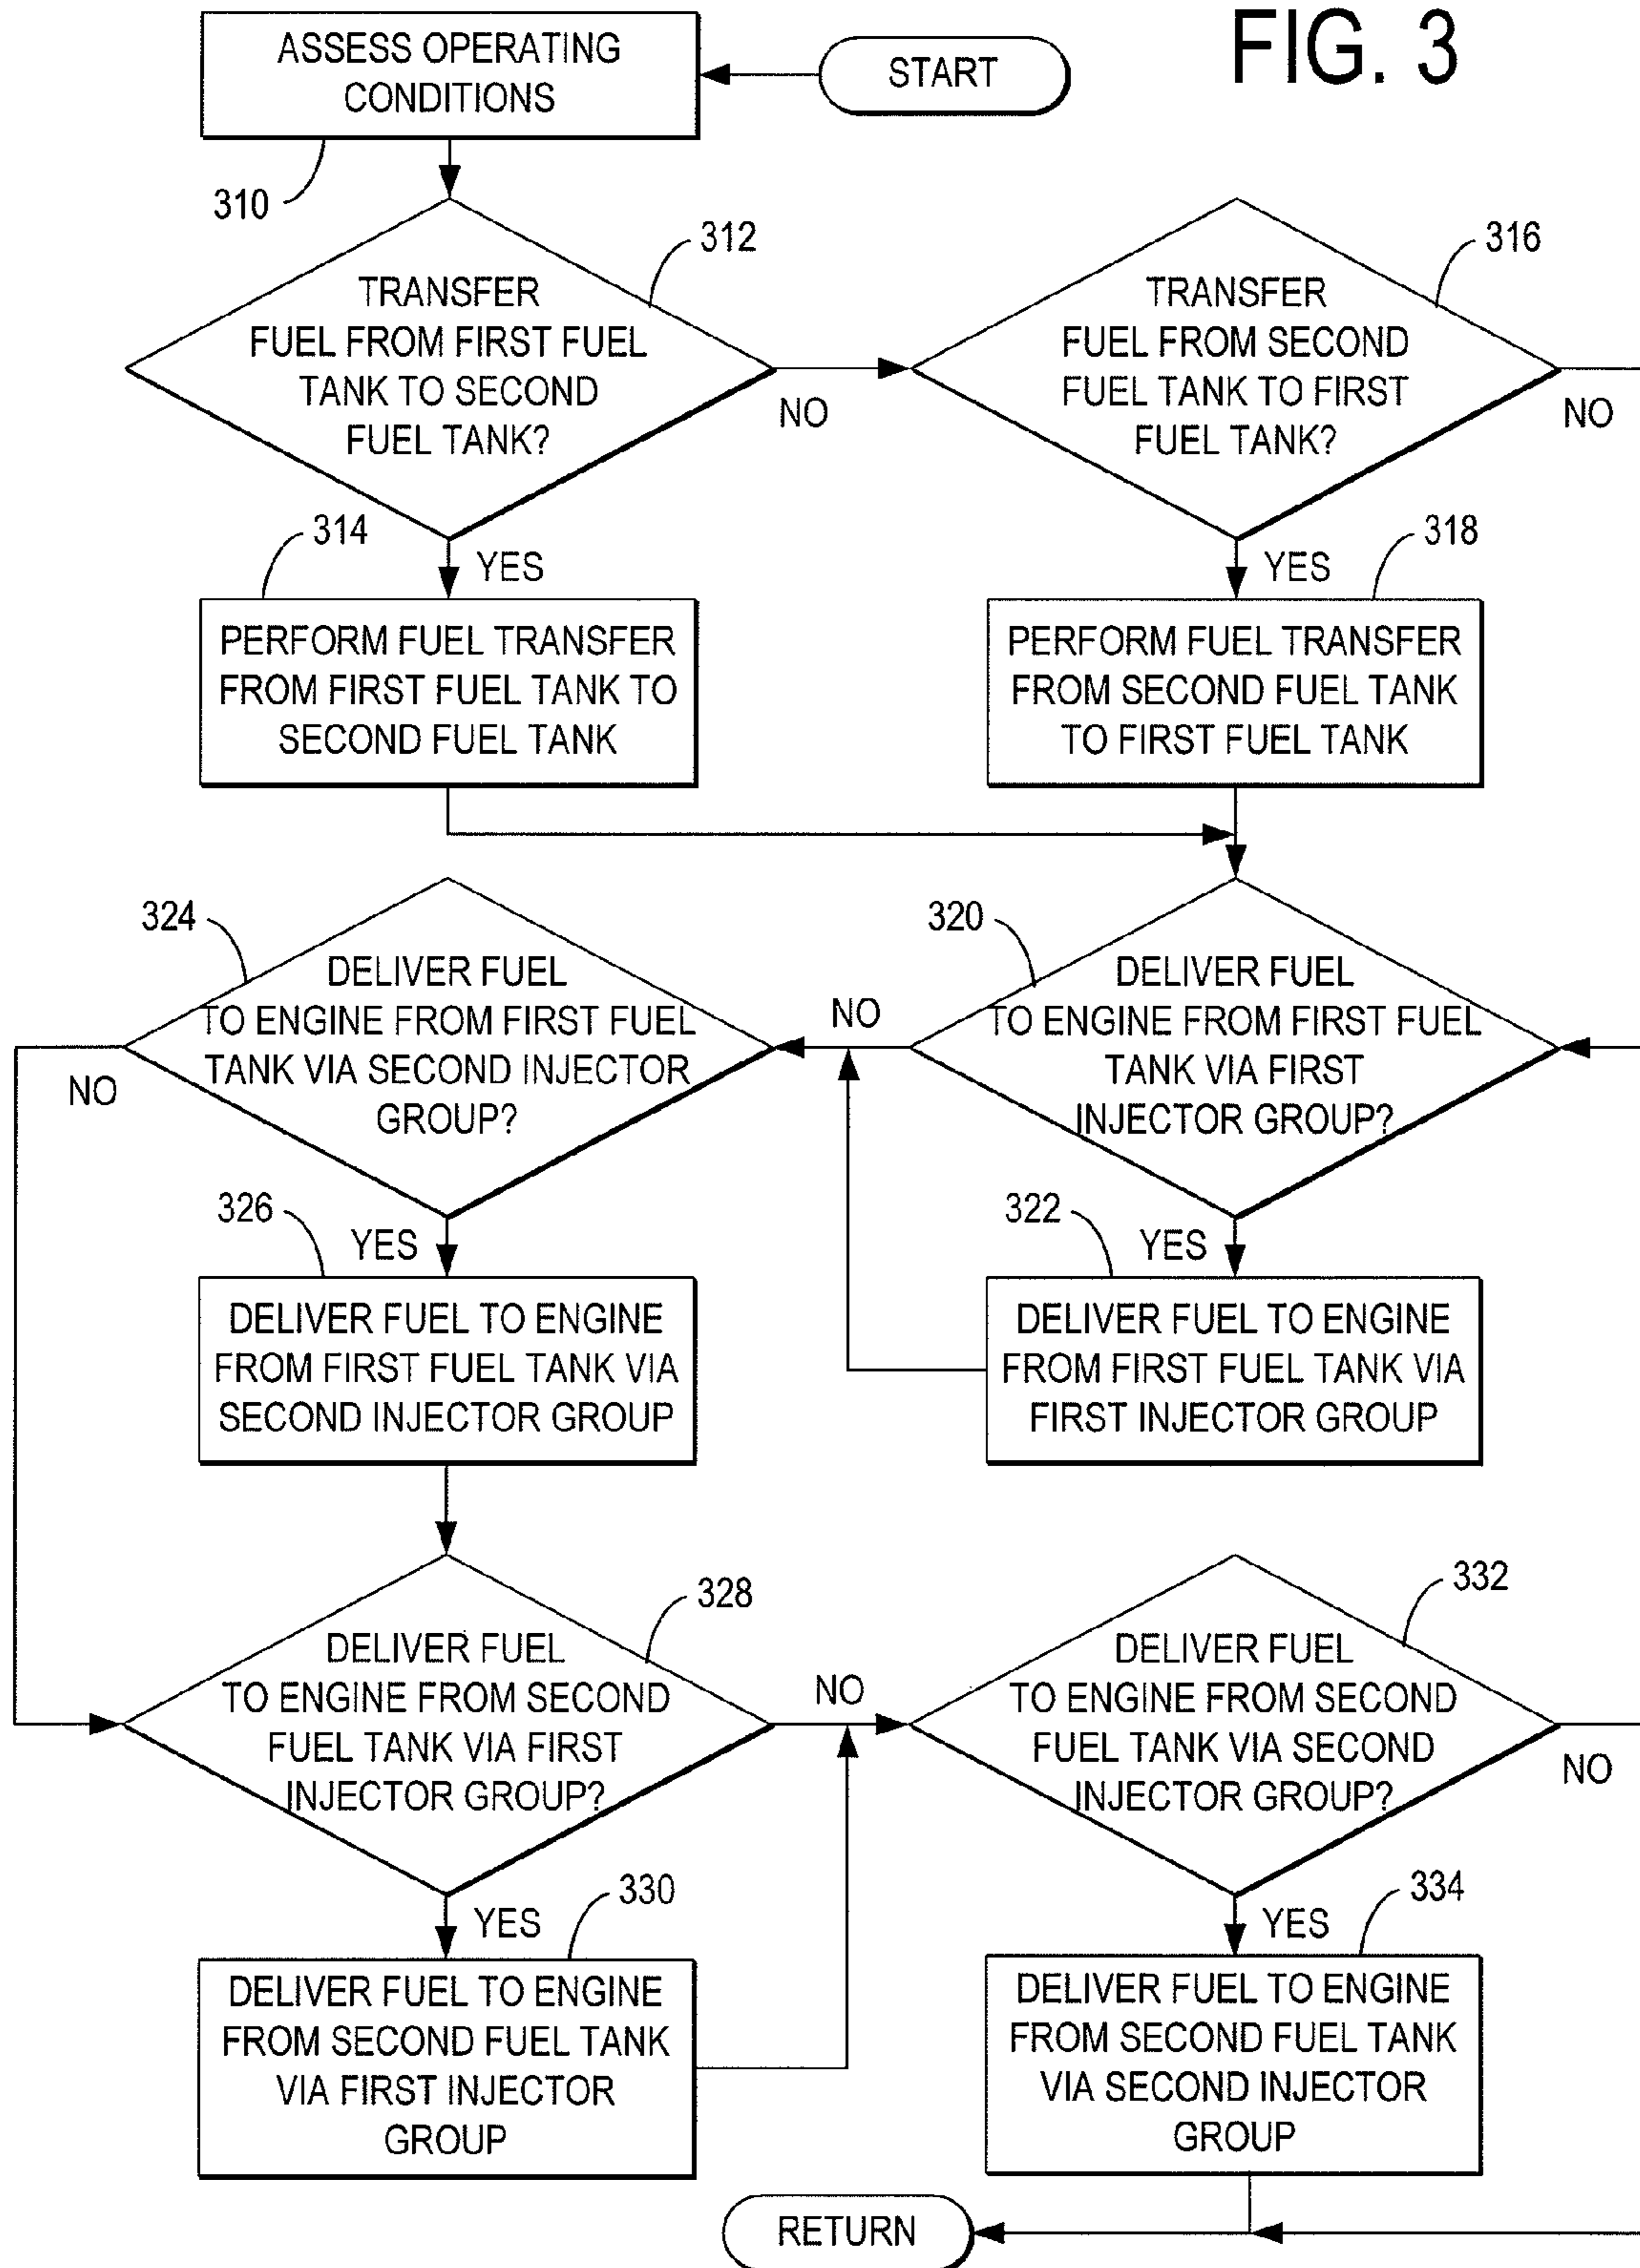 FIG. 3
START
ASSESS OPERATING
CONDITIONS
310
312
TRANSFER
FUEL FROM FIRST FUEL
TANK TO SECOND
FUEL TANK?
NO
316
TRANSFER
FUEL FROM SECOND
FUEL TANK TO FIRST
FUEL TANK?
NO
314
YES
PERFORM FUEL TRANSFER
FROM FIRST FUEL TANK TO
SECOND FUEL TANK
318
YES
PERFORM FUEL TRANSFER
FROM SECOND FUEL TANK
TO FIRST FUEL TANK
324
DELIVER FUEL
TO ENGINE FROM FIRST FUEL
TANK VIA SECOND INJECTOR
GROUP?
NO
NO
320
DELIVER FUEL
TO ENGINE FROM FIRST FUEL
TANK VIA FIRST
INJECTOR GROUP?
326
YES
DELIVER FUEL TO ENGINE
FROM FIRST FUEL TANK VIA
SECOND INJECTOR GROUP
322
YES
DELIVER FUEL TO ENGINE
FROM FIRST FUEL TANK VIA
FIRST INJECTOR GROUP
328
DELIVER FUEL
TO ENGINE FROM SECOND
FUEL TANK VIA FIRST
INJECTOR GROUP?
NO
332
DELIVER FUEL
TO ENGINE FROM SECOND
FUEL TANK VIA SECOND
INJECTOR GROUP?
NO
330
YES
DELIVER FUEL TO ENGINE
FROM SECOND FUEL TANK
VIA FIRST INJECTOR
GROUP
334
YES
DELIVER FUEL TO ENGINE
FROM SECOND FUEL TANK
VIA SECOND INJECTOR
GROUP
RETURN